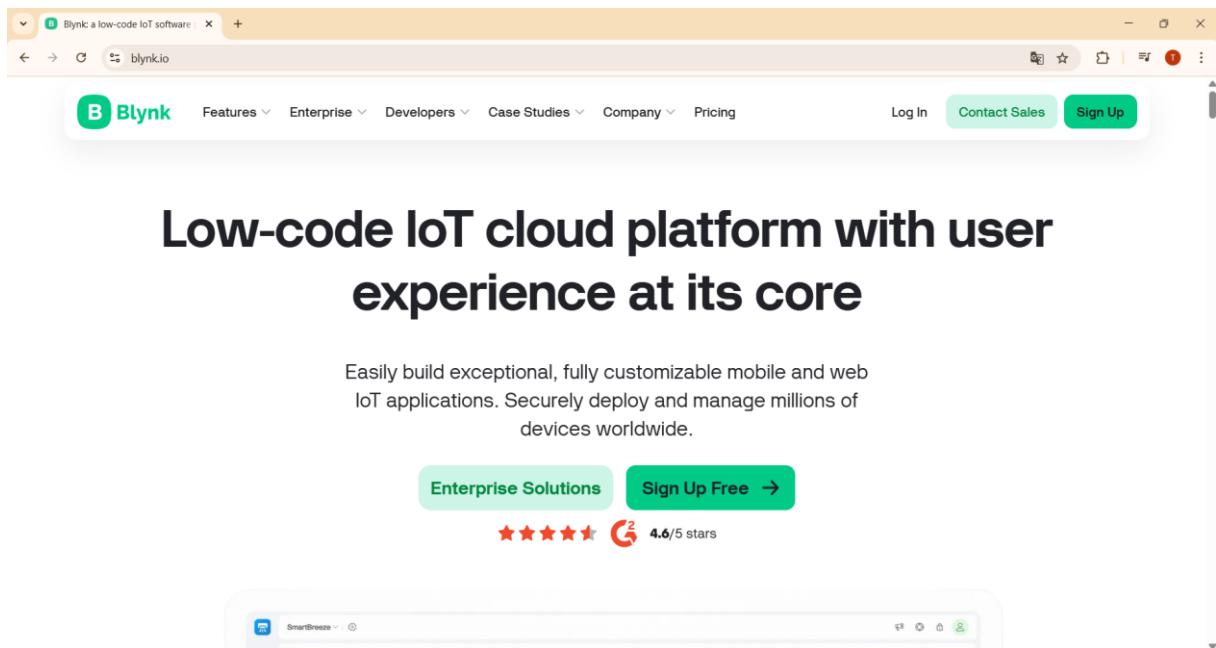 Blynk: a low-code IoT software
blynk.io
T
B Blynk
Features
Enterprise
Developers
Case Studies
Company
Pricing
Log In
Contact Sales
Sign Up
Low-code IoT cloud platform with user
experience at its core
Easily build exceptional, fully customizable mobile and web
IoT applications. Securely deploy and manage millions of
devices worldwide.
Enterprise Solutions
Sign Up Free
G2
4.6/5 stars
SmartBreeze